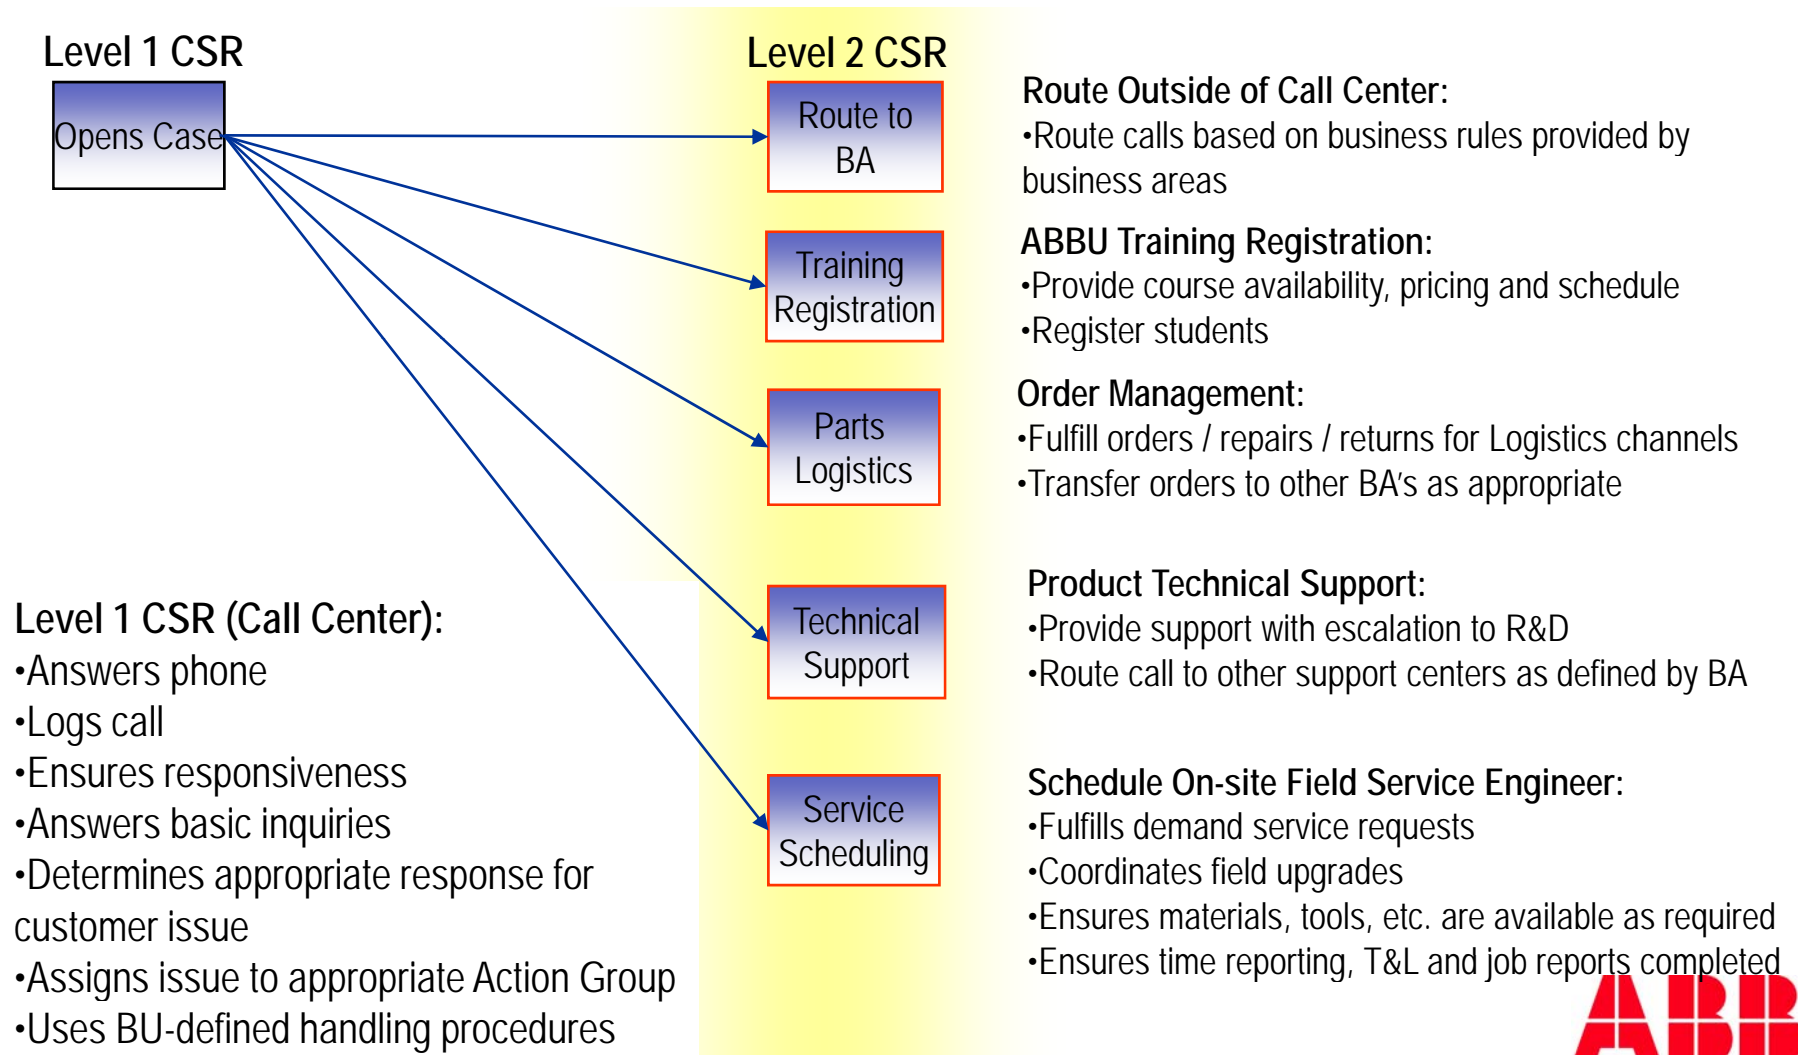 Level 1 CSR
Opens Case
Level 2 CSR
Route to
BA
Route Outside of Call Center:
•Route calls based on business rules provided by
business areas
Training
Registration
ABBU Training Registration:
•Provide course availability, pricing and schedule
•Register students
Parts
Logistics
Order Management:
•Fulfill orders / repairs / returns for Logistics channels
•Transfer orders to other BA's as appropriate
Technical
Support
Product Technical Support:
•Provide support with escalation to R&D
•Route call to other support centers as defined by BA
Service
Scheduling
Schedule On-site Field Service Engineer:
•Fulfills demand service requests
•Coordinates field upgrades
•Ensures materials, tools, etc. are available as required
•Ensures time reporting, T&L and job reports completed
Level 1 CSR (Call Center):
•Answers phone
•Logs call
•Ensures responsiveness
•Answers basic inquiries
•Determines appropriate response for
customer issue
•Assigns issue to appropriate Action Group
•Uses BU-defined handling procedures
ABB